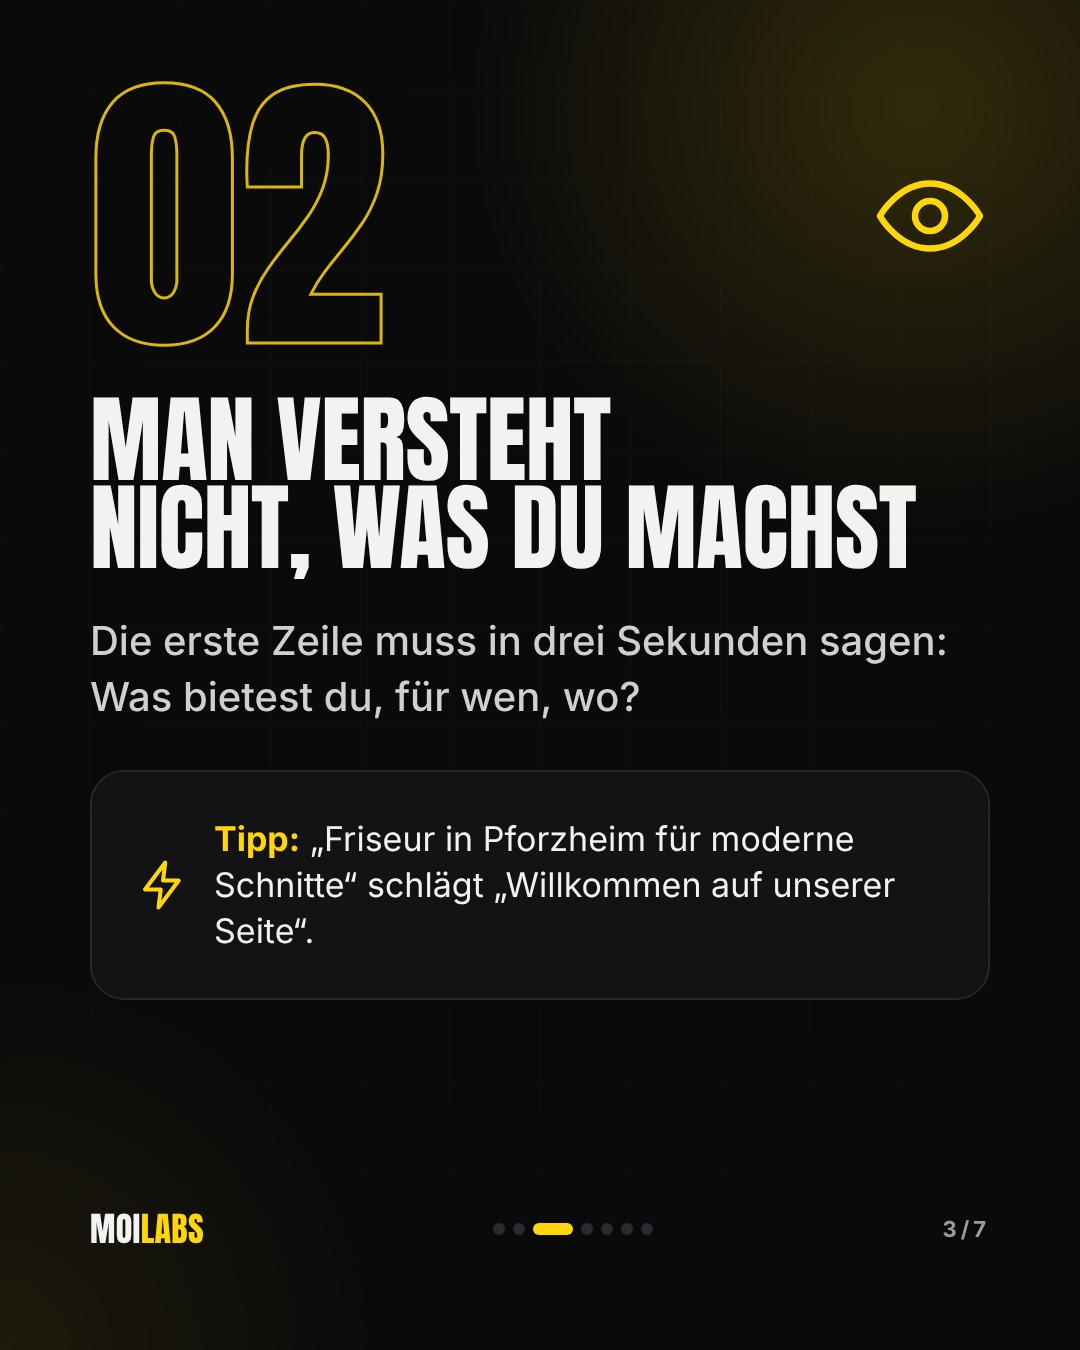 02
MAN VERSTEHT
NICHT, WAS DU MACHST
Die erste Zeile muss in drei Sekunden sagen:
Was bietest du, für wen, wo?
Tipp: „Friseur in Pforzheim für moderne
Schnitte“ schlägt „Willkommen auf unserer
Seite“.
MOILABS
3/7